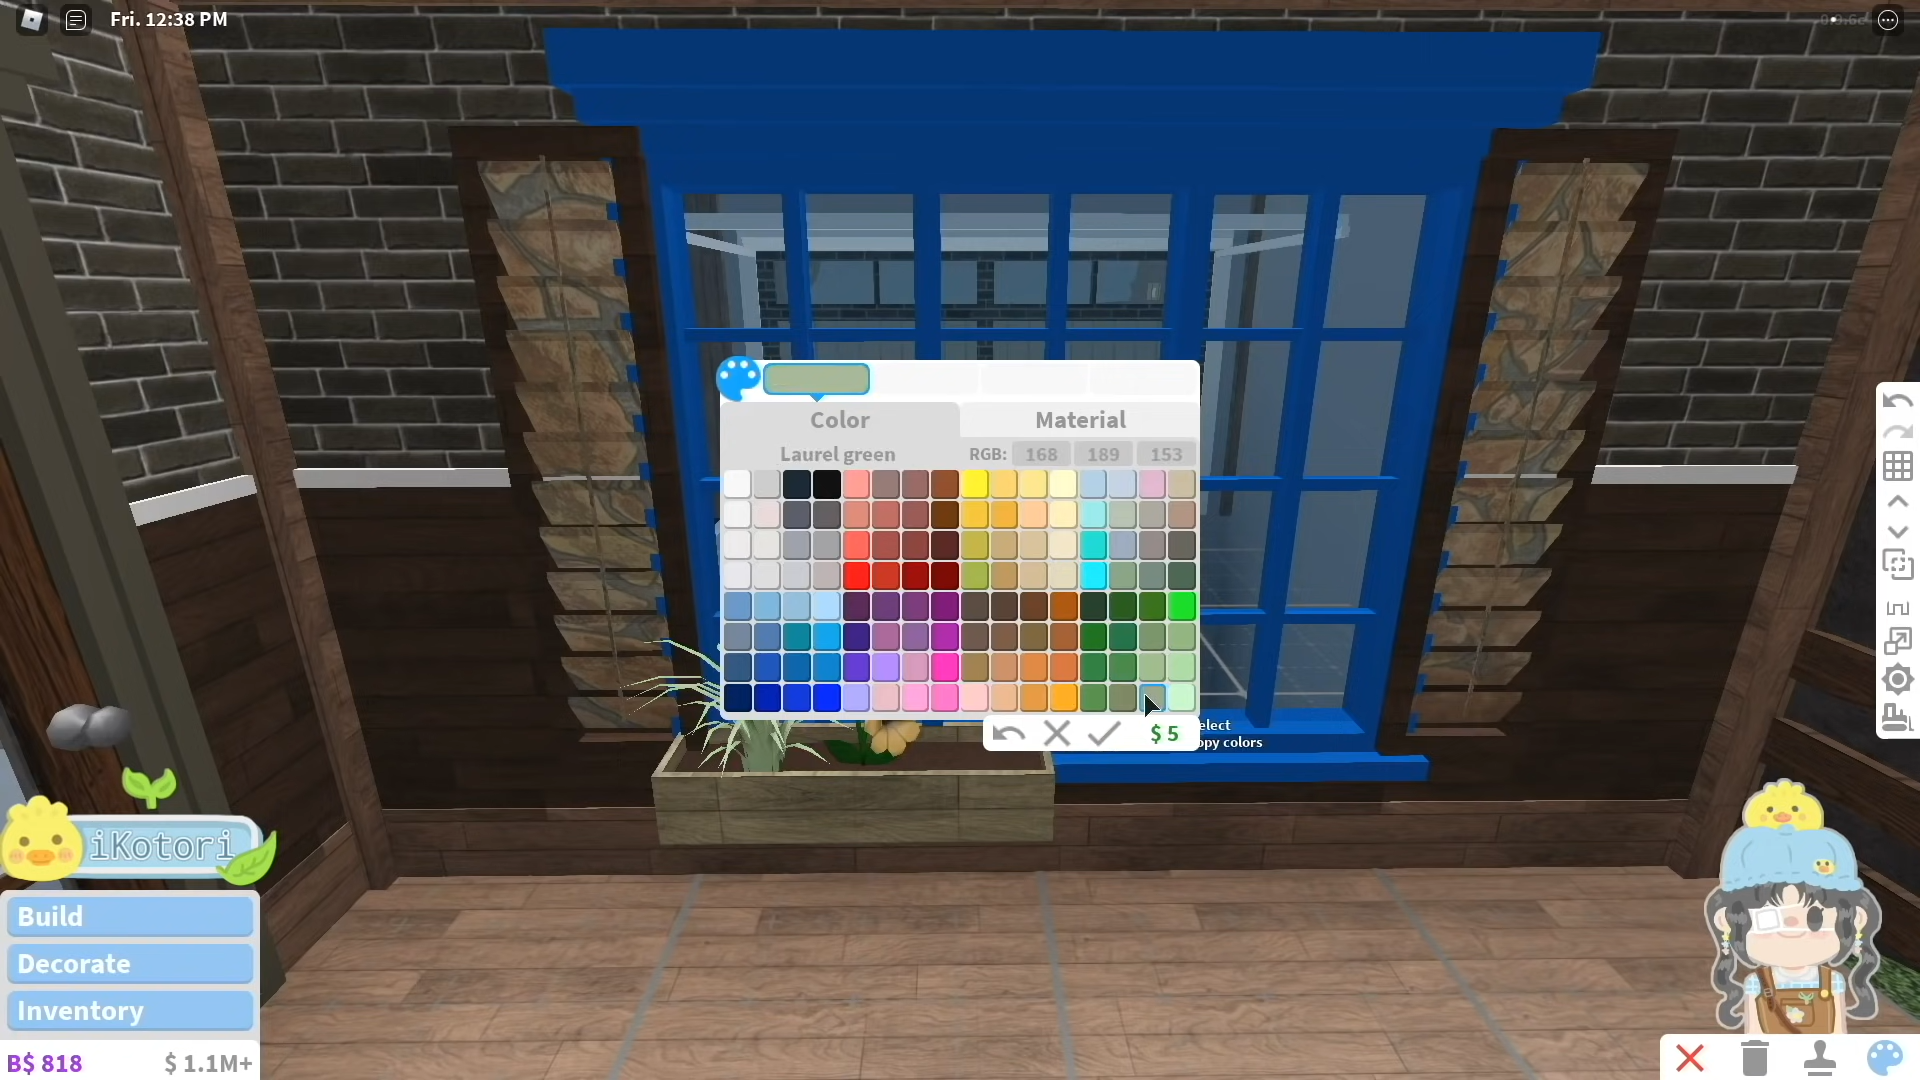 Fri. 12:38 PM
Color
Material
Laurel green
RGB:
168
189
153
$ 5
elect
opy colors
iKotori
Build
Decorate
Inventory
B$ 818
$ 1.1M+